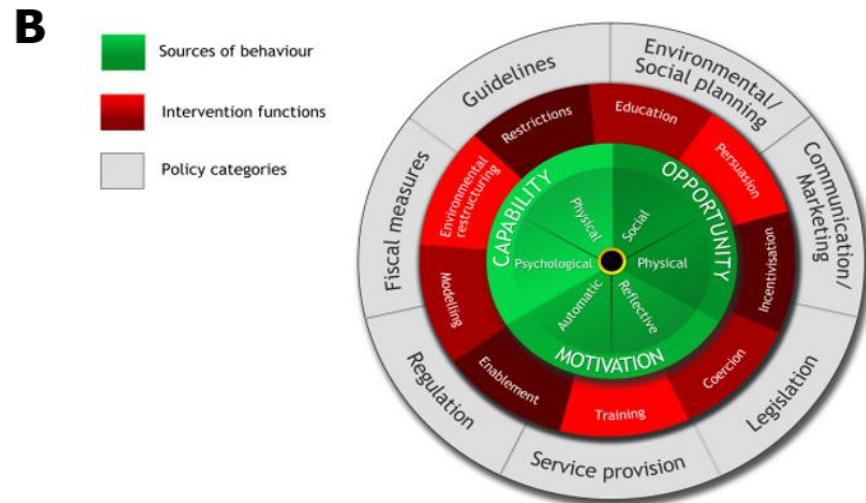 B
Sources of behaviour
Intervention functions
Policy categories
Guidelines
Environmental/
Social planning
Communication/
Marketing
Legislation
Service provision
Regulation
Fiscal measures
Restrictions
Education
Persuasion
Incentivisation
Coercion
Training
Enablement
Modelling
Environmental
restructuring
CAPABILITY
OPPORTUNITY
MOTIVATION
Physical
Social
Physical
Reflective
Automatic
Psychological